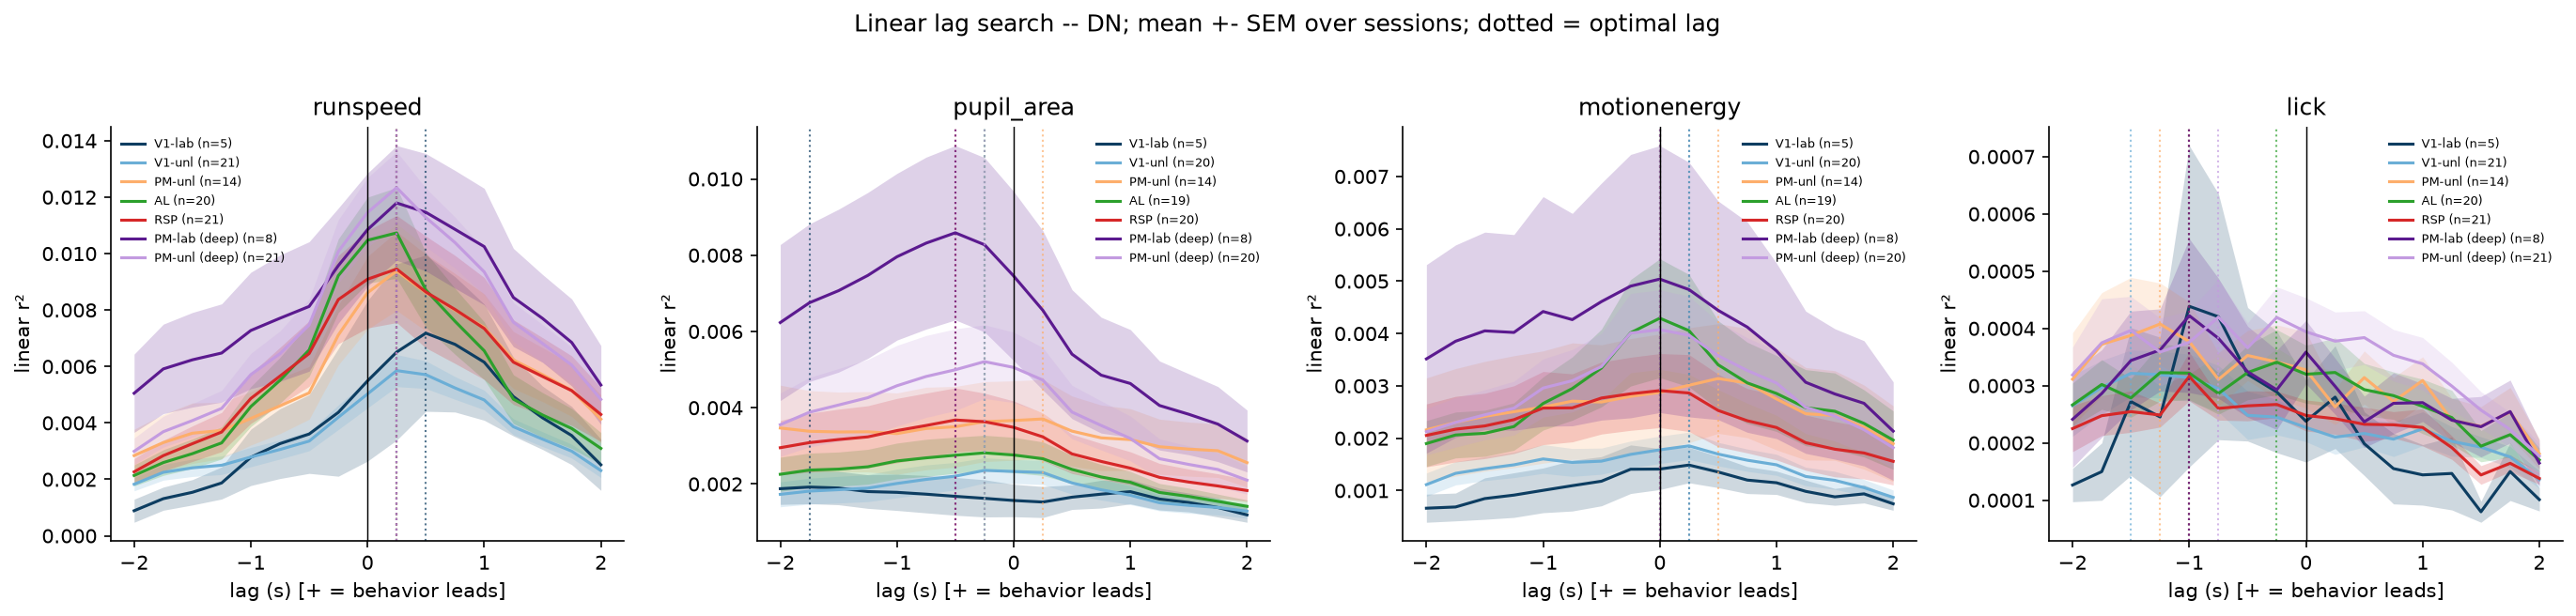 Linear lag search -- DN; mean +- SEM over sessions; dotted = optimal lag
runspeed
linear r²
0.014
0.012
0.010
0.008
0.006
0.004
0.002
0.000
V1-lab (n=5)
V1-unl (n=21)
PM-unl (n=14)
AL (n=20)
RSP (n=21)
PM-lab (deep) (n=8)
PM-unl (deep) (n=21)
−2 −1 0 1 2
lag (s) [+ = behavior leads]
pupil_area
linear r²
0.010
0.008
0.006
0.004
0.002
V1-lab (n=5)
V1-unl (n=20)
PM-unl (n=14)
AL (n=19)
RSP (n=20)
PM-lab (deep) (n=8)
PM-unl (deep) (n=20)
−2 −1 0 1 2
lag (s) [+ = behavior leads]
motionenergy
linear r²
0.007
0.006
0.005
0.004
0.003
0.002
0.001
V1-lab (n=5)
V1-unl (n=20)
PM-unl (n=14)
AL (n=19)
RSP (n=20)
PM-lab (deep) (n=8)
PM-unl (deep) (n=20)
−2 −1 0 1 2
lag (s) [+ = behavior leads]
lick
linear r²
0.0007
0.0006
0.0005
0.0004
0.0003
0.0002
0.0001
V1-lab (n=5)
V1-unl (n=21)
PM-unl (n=14)
AL (n=20)
RSP (n=21)
PM-lab (deep) (n=8)
PM-unl (deep) (n=21)
−2 −1 0 1 2
lag (s) [+ = behavior leads]